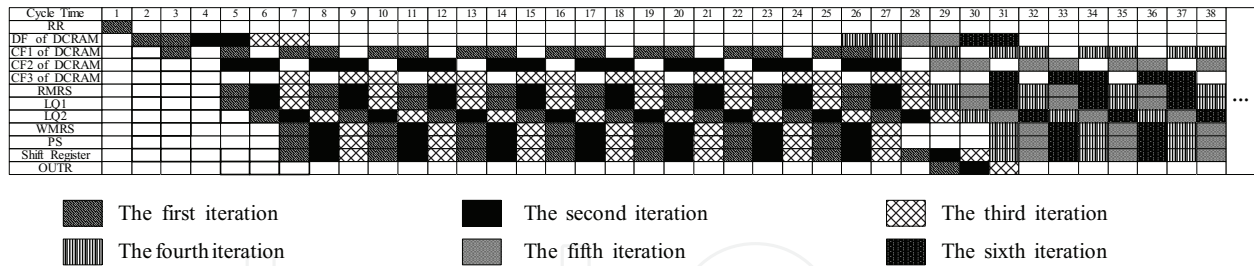 Cycle Time 1 2 3 4 5 6 7 8 9 10 11 12 13 14 15 16 17 18 19 20 21 22 23 24 25 26 27 28 29 30 31 32 33 34 35 36 37 38
RR
DF of DCRAM
CF1 of DCRAM
CF2 of DCRAM
CF3 of DCRAM
RMRS
LQ1
...
LQ2
WMRS
PS
Shift Register
OUTR
The first iteration The second iteration The third iteration
The fourth iteration The fifth iteration The sixth iteration